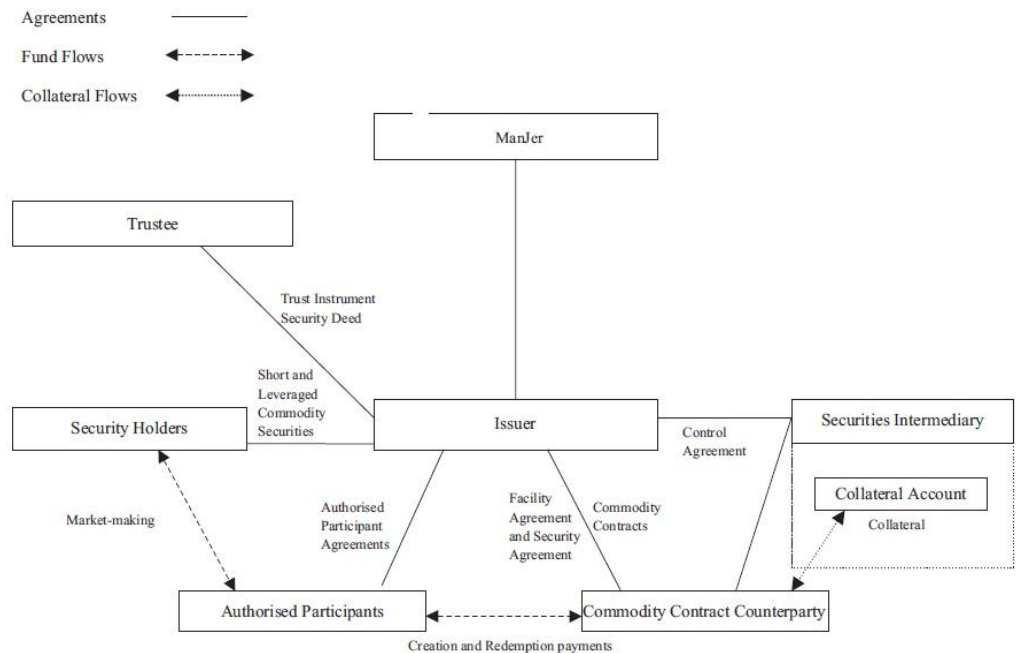 Agreements
Fund Flows
Collateral Flows
ManJer
Trustee
Trust Instrument
Security Deed
Short and
Leveraged
Commodity
Securities
Security Holders
Issuer
Securities Intermediary
Control
Agreement
Collateral Account
Collateral
Market-making
Authorised
Participant
Agreements
Facility
Agreement
and Security
Agreement
Commodity
Contracts
Authorised Participants
Commodity Contract Counterparty
Creation and Redemption payments